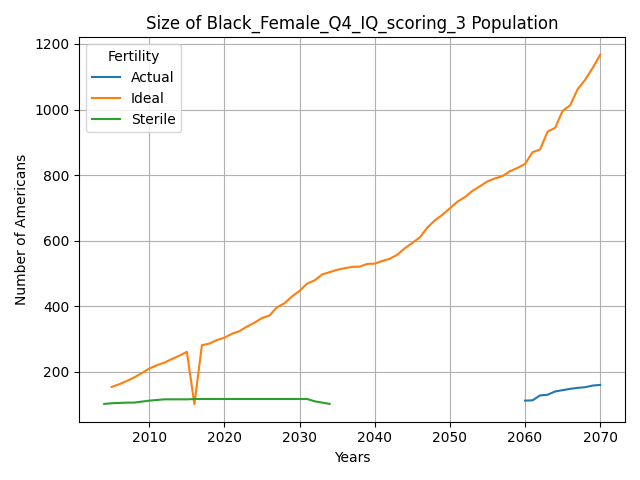 Size of Black_Female_Q4_IQ_scoring_3 Population
Fertility
Actual
Ideal
Sterile
Number of Americans
1200
1000
800
600
400
200
2010 2020 2030 2040 2050 2060 2070
Years